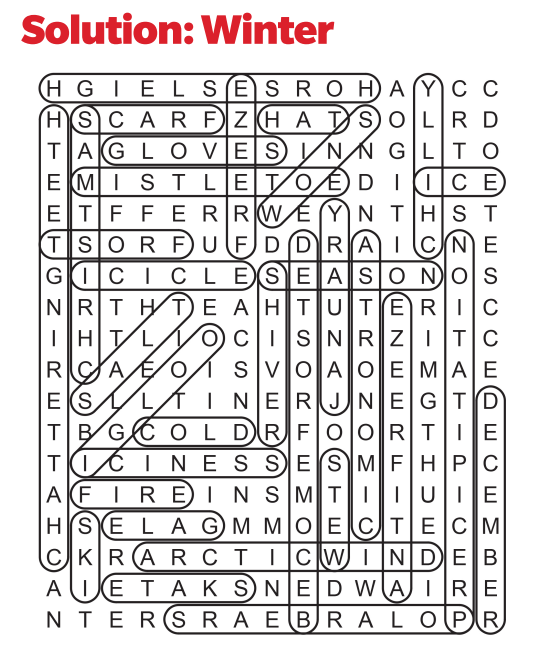 Solution: Winter
H G I E L S E S R O H A Y C C
H S C A R F Z H A T S O L R D
T A G L O V E S I N N G L T O
E M I S T L E T O E D I I C E
E T F F E R R W E Y N T H S T
T S O R F U F D D R A I C N E
G I C I C L E S E A S O N O S
N R T H T E A H T U T E R I C
I H T L I O C I S N R Z I T C
R C A E O I S V O A O E M A E
E S L L T I N E R J N E G T D
T B G C O L D R F O O R T I E
T I C I N E S S E S M F H P C
A F I R E I N S M T I I U I E
H S E L A G M M O E C T E C M
C K R A R C T I C W I N D E B
A I E T A K S N E D W A I R E
N T E R S R A E B R A L O P R